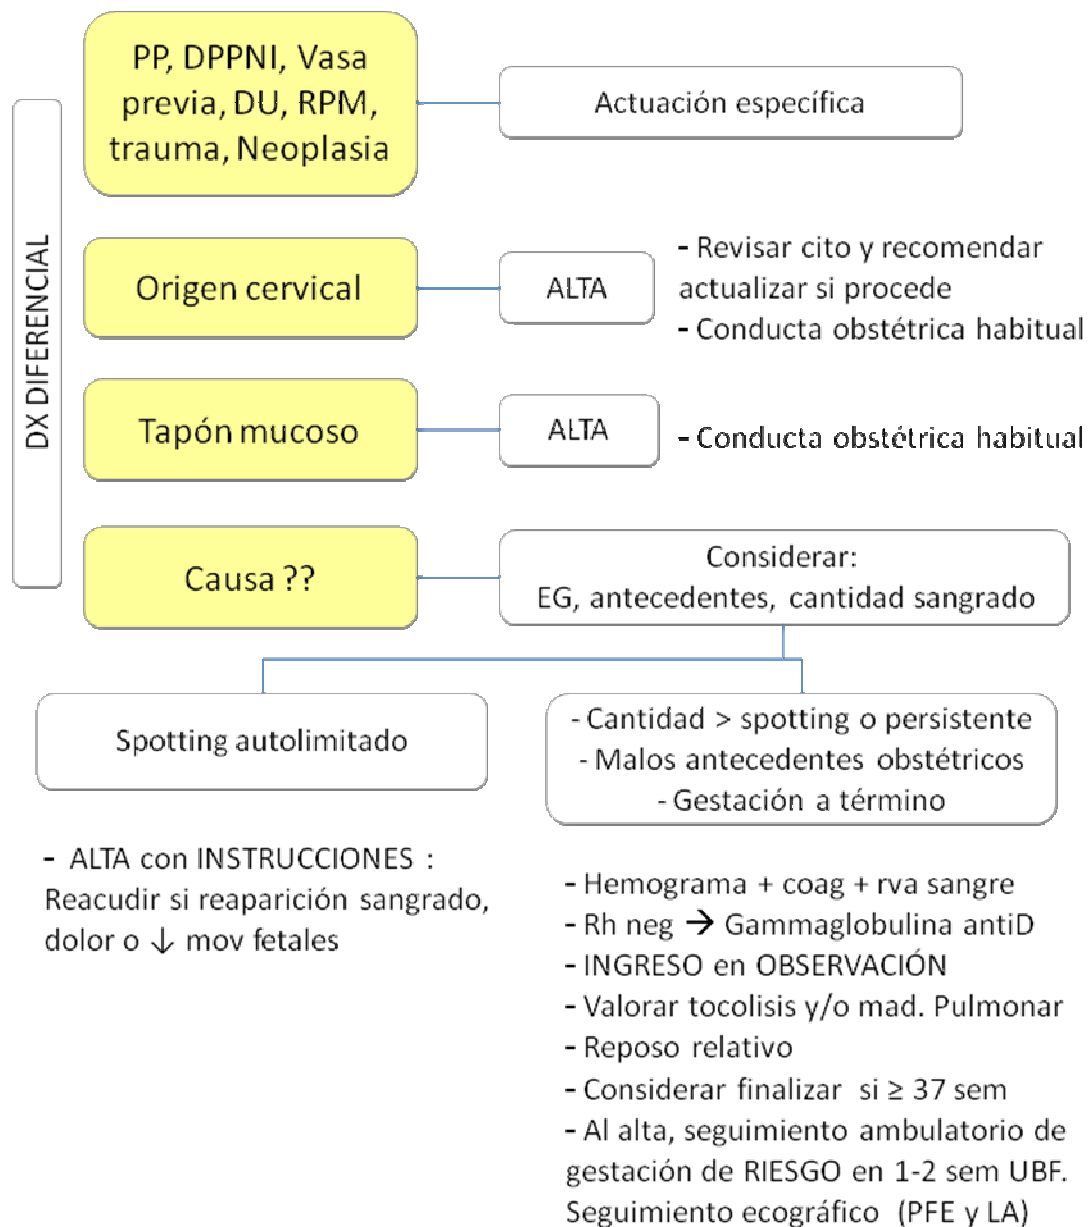 DX DIFERENCIAL
PP, DPPNI, Vasa
previa, DU, RPM,
trauma, Neoplasia
Actuación específica
Origen cervical
ALTA
- Revisar cito y recomendar
actualizar si procede
- Conducta obstétrica habitual
Tapón mucoso
ALTA
- Conducta obstétrica habitual
Causa ??
Considerar:
EG, antecedentes, cantidad sangrado
Spotting autolimitado
- ALTA con INSTRUCCIONES :
Reacudir si reaparición sangrado,
dolor o ↓ mov fetales
- Cantidad > spotting o persistente
- Malos antecedentes obstétricos
- Gestación a término
- Hemograma + coag + rva sangre
- Rh neg → Gammaglobulina antiD
- INGRESO en OBSERVACIÓN
- Valorar tocolisis y/o mad. Pulmonar
- Reposo relativo
- Considerar finalizar si ≥ 37 sem
- Al alta, seguimiento ambulatorio de
gestación de RIESGO en 1-2 sem UBF.
Seguimiento ecográfico (PFE y LA)